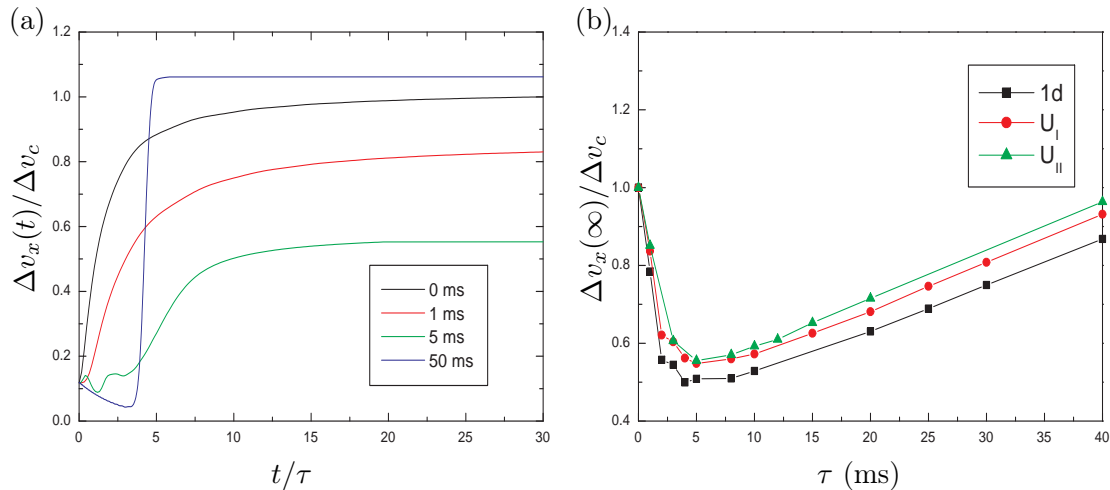 (a)
1.2
1.0
0.8
0.6
0.4
0.2
0.0
Δv_x(t)/Δv_c
0 ms
1 ms
5 ms
50 ms
0 5 10 15 20 25 30
t/τ
(b)
1.4
1.2
1.0
0.8
0.6
0.4
Δv_x(∞)/Δv_c
1d
U_I
U_II
0 5 10 15 20 25 30 35 40
τ (ms)